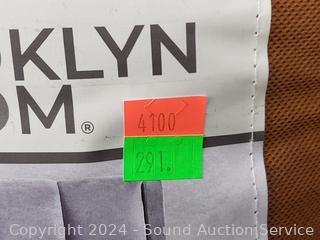 OKLYN
OM®
4100
291.
Copyright 2024 - Sound Auction Service